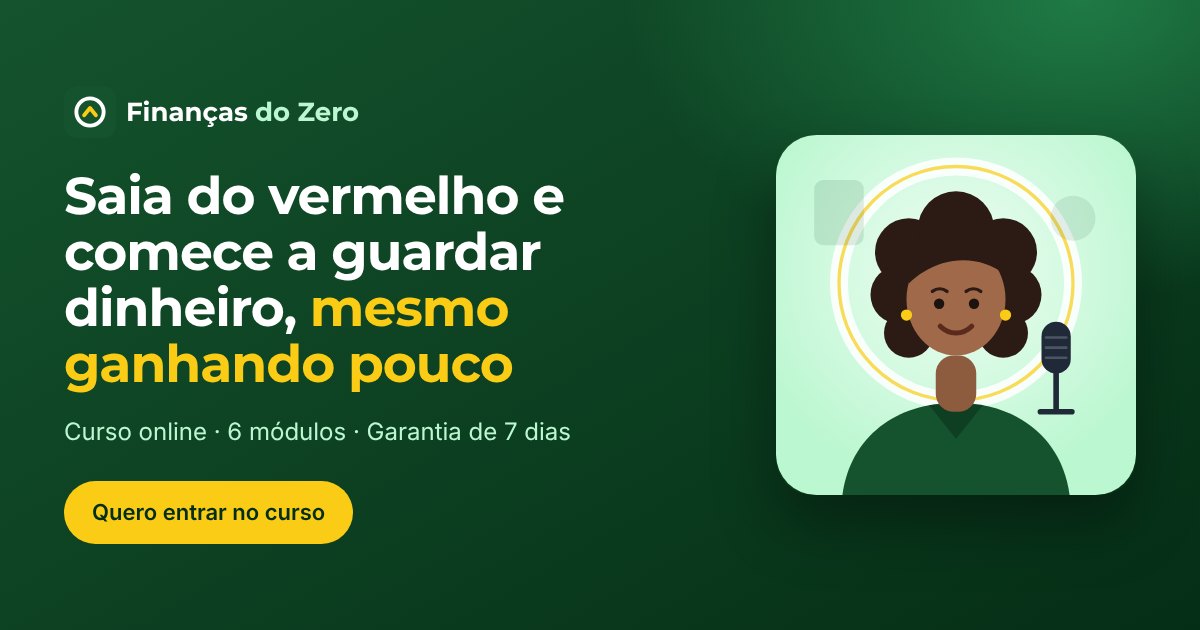 Finanças do Zero
Saia do vermelho e
comece a guardar
dinheiro, mesmo
ganhando pouco
Curso online · 6 módulos · Garantia de 7 dias
Quero entrar no curso